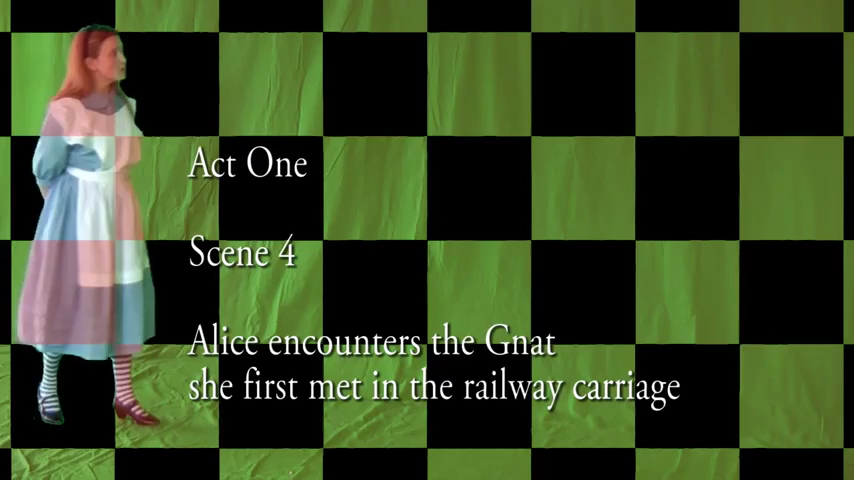 Act One
Scene 4
Alice encounters the Gnat
she first met in the railway carriage